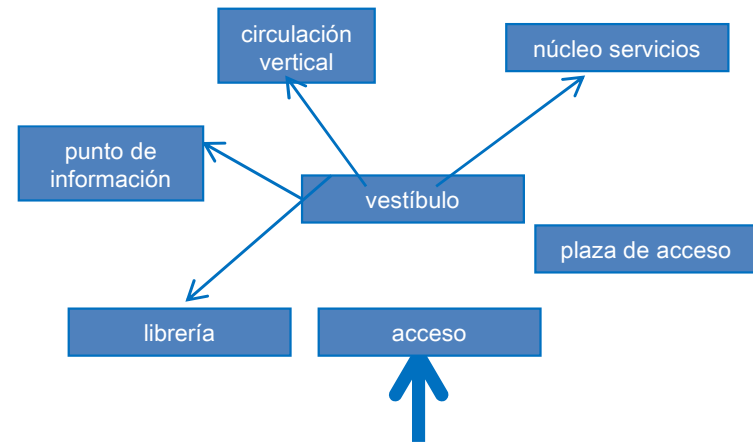 circulación
vertical
núcleo servicios
punto de
información
vestíbulo
plaza de acceso
librería
acceso